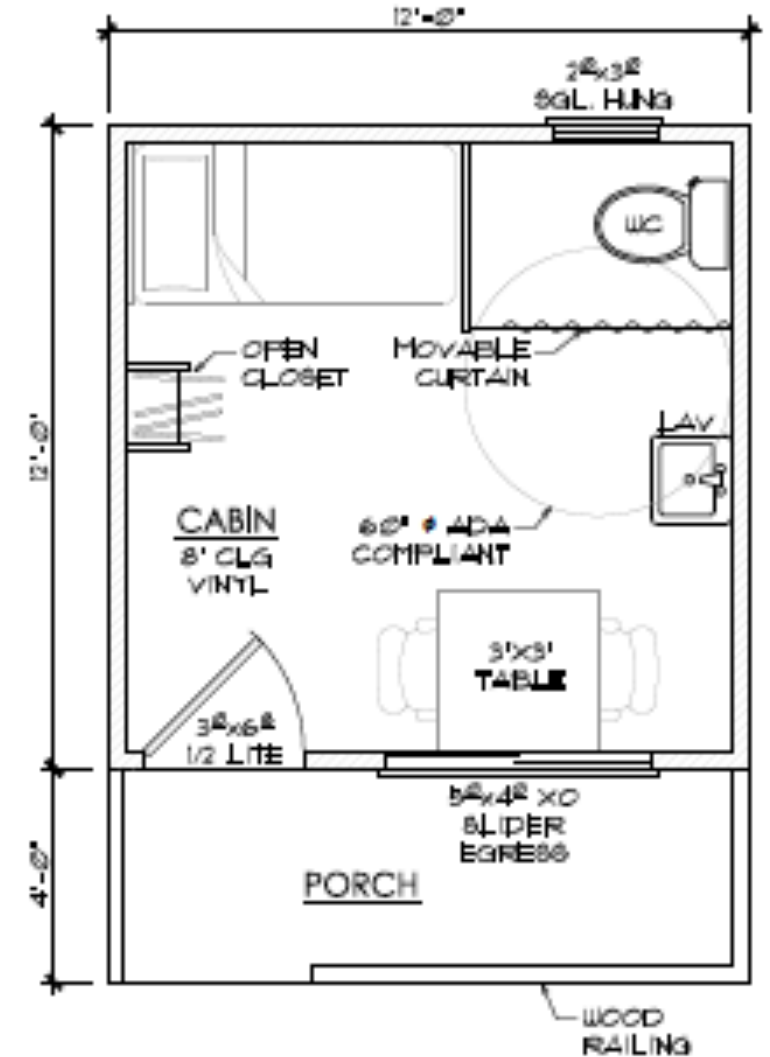 12'-0"
2⁰x3⁰
SGL. HUNG
WC
OPEN
CLOSET
MOVABLE
CURTAIN
LAV
12'-0"
CABIN
8' CLG
VINYL
60" ø ADA
COMPLIANT
3'x3'
TABLE
3⁰x6⁸
1/2 LITE
5⁰x4⁰ XO
SLIDER
EGRESS
4'-0"
PORCH
WOOD
RAILING